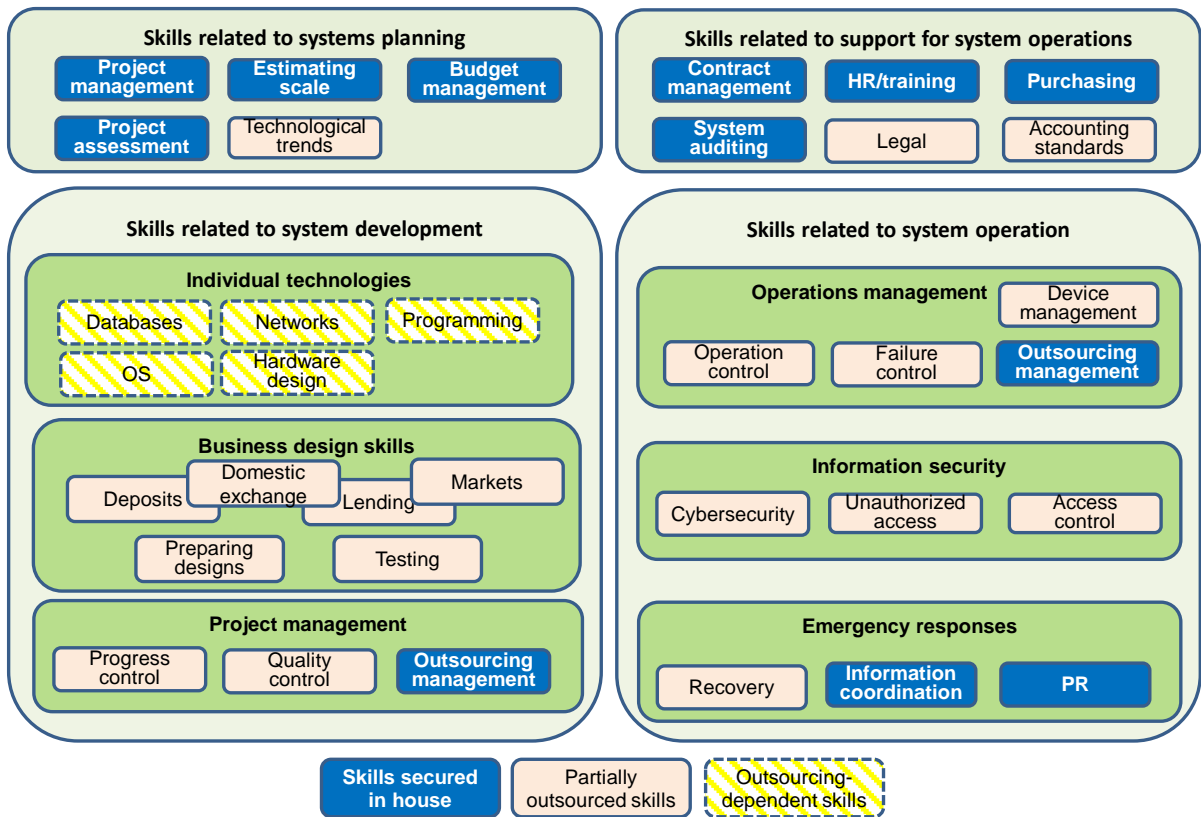 Skills related to systems planning
Project
management
Estimating
scale
Budget
management
Project
assessment
Technological
trends
Skills related to support for system operations
Contract
management
HR/training
Purchasing
System
auditing
Legal
Accounting
standards
Skills related to system development
Individual technologies
Databases
Networks
Programming
OS
Hardware
design
Business design skills
Deposits
Domestic
exchange
Lending
Markets
Preparing
designs
Testing
Project management
Progress
control
Quality
control
Outsourcing
management
Skills related to system operation
Operations management
Device
management
Operation
control
Failure
control
Outsourcing
management
Information security
Cybersecurity
Unauthorized
access
Access
control
Emergency responses
Recovery
Information
coordination
PR
Skills secured
in house
Partially
outsourced skills
Outsourcing-
dependent skills